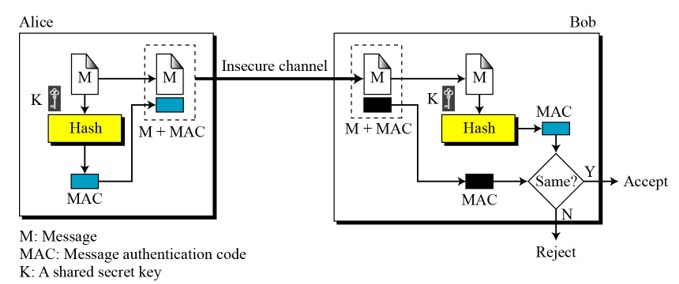 Alice
Bob
M
M
K
Hash
MAC
M + MAC
Insecure channel
M
M
M + MAC
K
Hash
MAC
MAC
Same?
Y
Accept
N
Reject
M: Message
MAC: Message authentication code
K: A shared secret key